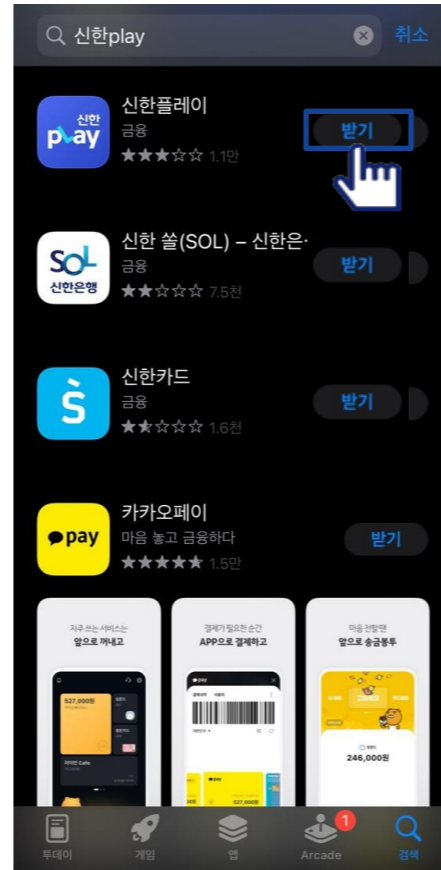 신한play
취소
신한
play
신한플레이
금융
1.1만
받기
SOL
신한은행
신한 쏠(SOL) – 신한은·
금융
7.5천
받기
신한카드
금융
1.6천
받기
pay
카카오페이
마음 놓고 금융하다
1.5만
받기
자주 쓰는 서비스는
앞으로 꺼내고
527,000원
결제가 필요한 순간
APP으로 결제하고
pay
527,000원
마음 전할 땐
앞으로 송금봉투
246,000원
투데이
게임
앱
Arcade
1
검색